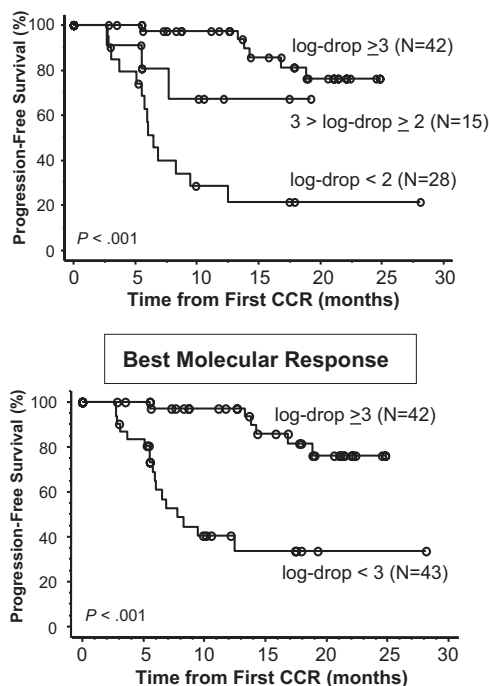 Progression-Free Survival (%)
100
80
60
40
20
0
log-drop ≥3 (N=42)
3 > log-drop ≥ 2 (N=15)
log-drop < 2 (N=28)
P < .001
0 5 10 15 20 25 30
Time from First CCR (months)
Best Molecular Response
Progression-Free Survival (%)
100
80
60
40
20
0
log-drop ≥3 (N=42)
log-drop < 3 (N=43)
P < .001
0 5 10 15 20 25 30
Time from First CCR (months)